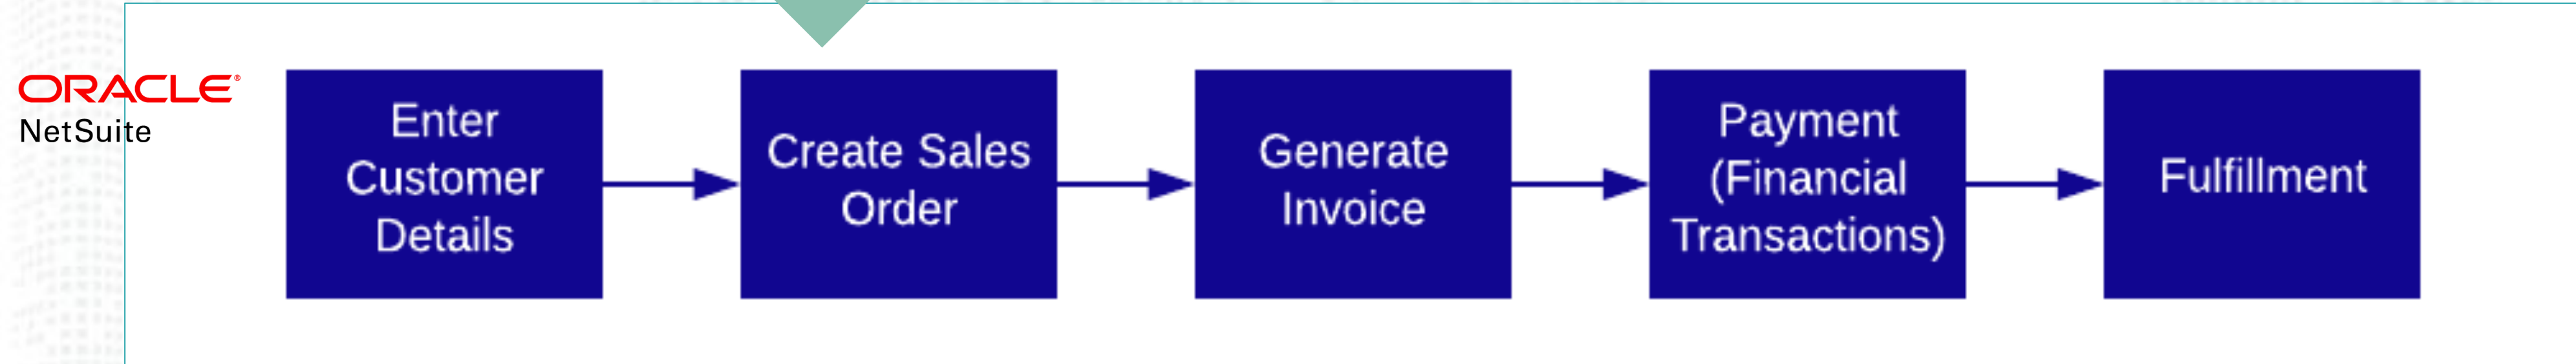 ORACLE®
NetSuite
Enter
Customer
Details
Create Sales
Order
Generate
Invoice
Payment
(Financial
Transactions)
Fulfillment